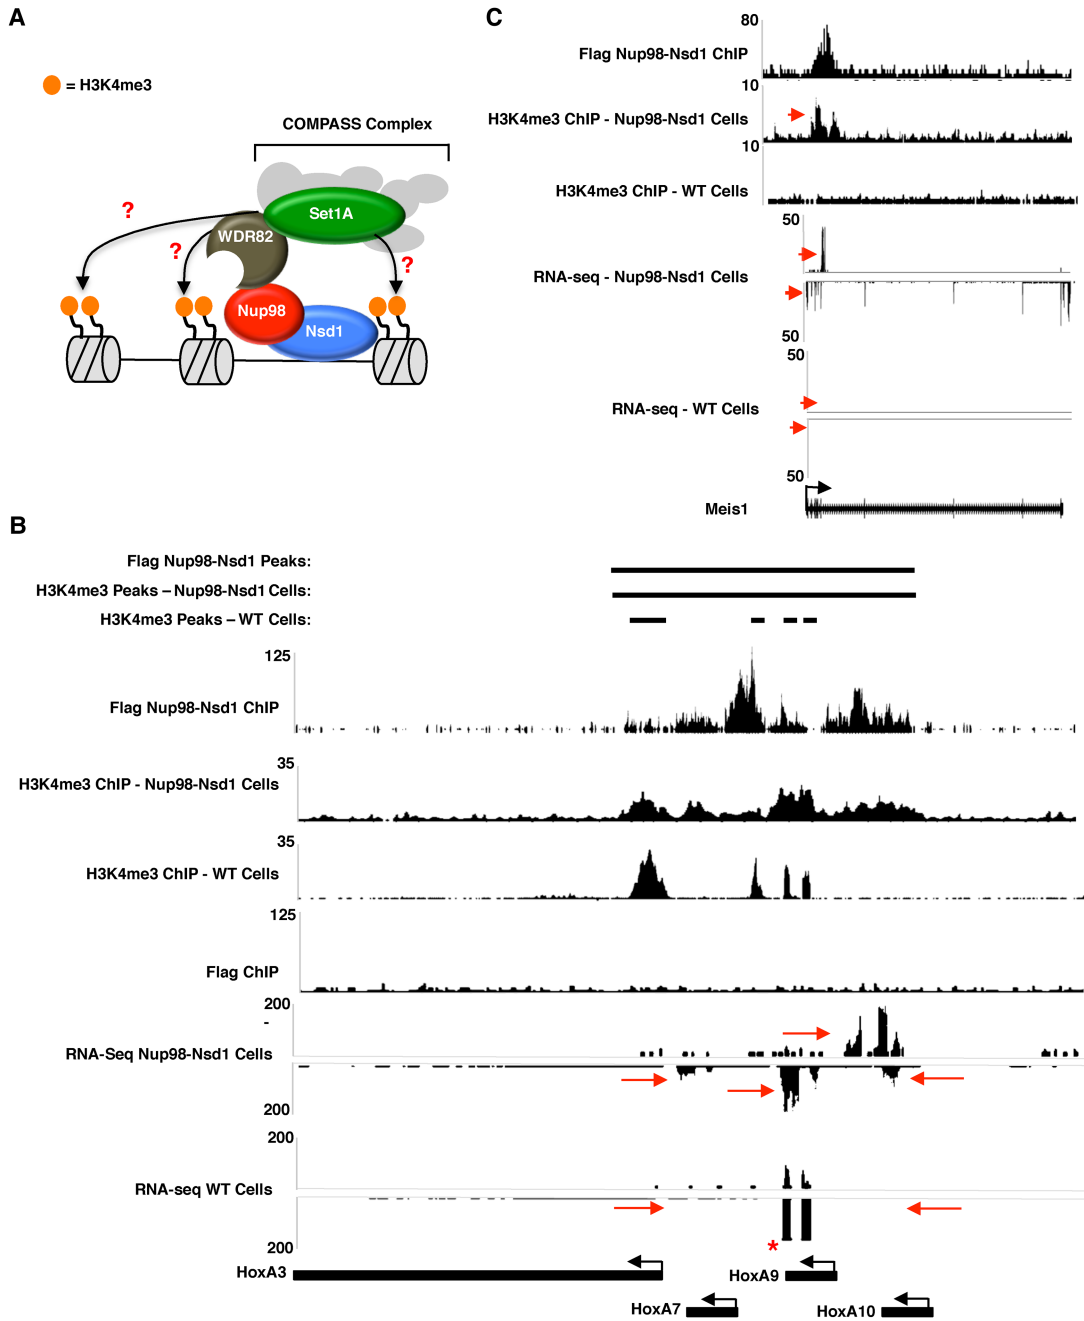 A
= H3K4me3
COMPASS Complex
Set1A
?
WDR82
?
?
Nup98
Nsd1
C
80
Flag Nup98-Nsd1 ChIP
10
H3K4me3 ChIP - Nup98-Nsd1 Cells
10
H3K4me3 ChIP - WT Cells
50
RNA-seq - Nup98-Nsd1 Cells
50
50
RNA-seq - WT Cells
50
Meis1
B
Flag Nup98-Nsd1 Peaks:
H3K4me3 Peaks – Nup98-Nsd1 Cells:
H3K4me3 Peaks – WT Cells:
125
Flag Nup98-Nsd1 ChIP
35
H3K4me3 ChIP - Nup98-Nsd1 Cells
35
H3K4me3 ChIP - WT Cells
125
Flag ChIP
200
-
RNA-Seq Nup98-Nsd1 Cells
200
200
RNA-seq WT Cells
200
*
HoxA3
HoxA9
HoxA7
HoxA10